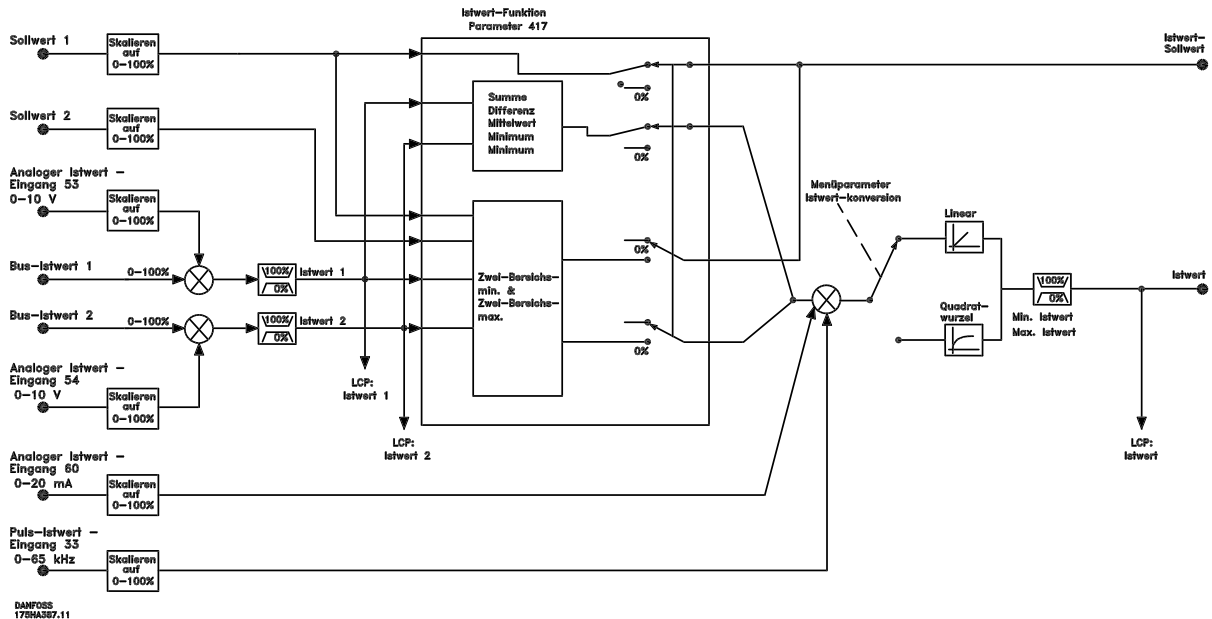 Istwert-Funktion
Parameter 417
Sollwert 1
Skalieren
auf
0-100%
Istwert-
Sollwert
0%
Summe
Differenz
Mittelwert
Minimum
Minimum
Sollwert 2
Skalieren
auf
0-100%
0%
Analoger Istwert -
Eingang 53
0-10 V
Skalieren
auf
0-100%
Menüparameter
Istwert-konversion
Linear
0%
Bus-Istwert 1
0-100%
100%
0%
Istwert 1
Zwei-Bereichs-
min. &
Zwei-Bereichs-
max.
Istwert
100%
0%
Min. Istwert
Max. Istwert
Quadrat-
wurzel
Bus-Istwert 2
0-100%
100%
0%
Istwert 2
0%
Analoger Istwert -
Eingang 54
0-10 V
Skalieren
auf
0-100%
LCP:
Istwert 1
LCP:
Istwert 2
LCP:
Istwert
Analoger Istwert -
Eingang 60
0-20 mA
Skalieren
auf
0-100%
Puls-Istwert -
Eingang 33
0-65 kHz
Skalieren
auf
0-100%
DANFOSS
175HA387.11